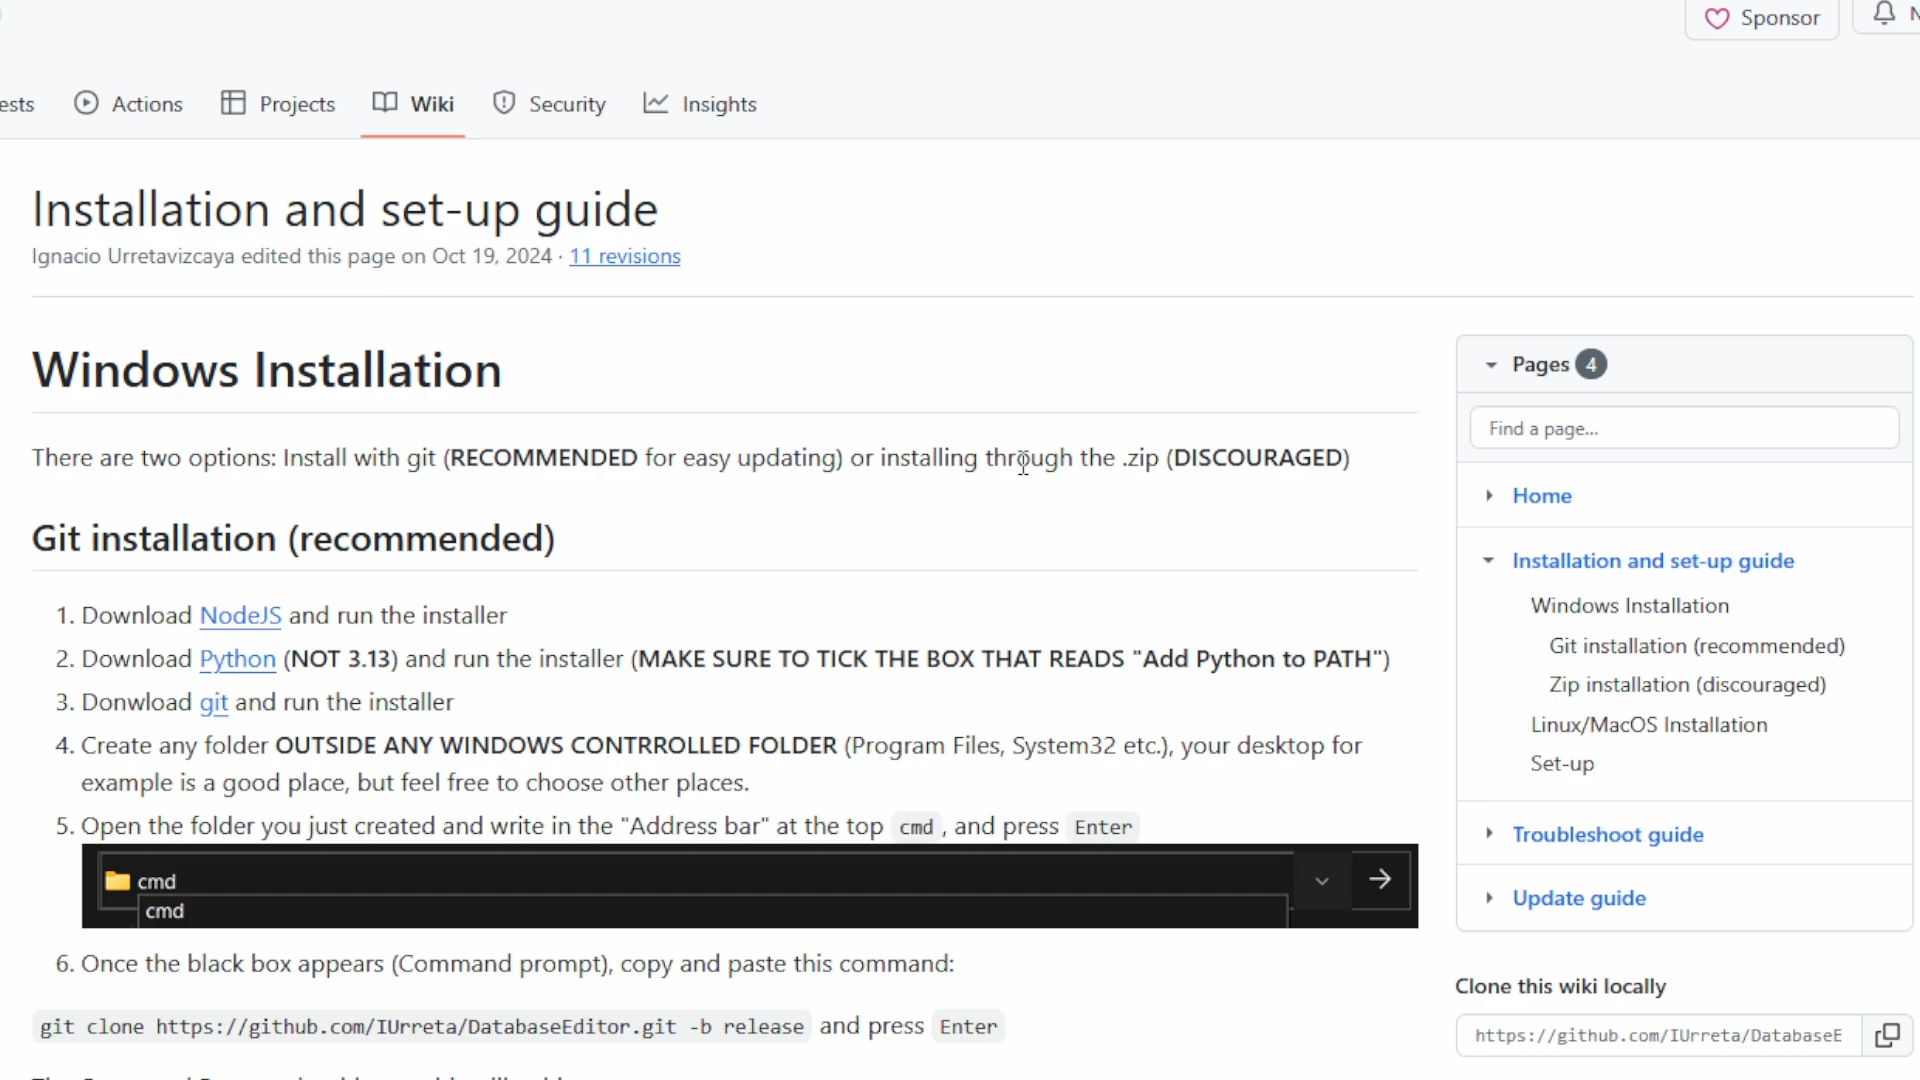 Sponsor
N
ests
Actions
Projects
Wiki
Security
Insights
Installation and set-up guide
Ignacio Urretavizcaya edited this page on Oct 19, 2024 · 11 revisions
Windows Installation
There are two options: Install with git (RECOMMENDED for easy updating) or installing through the .zip (DISCOURAGED)
Git installation (recommended)
1. Download NodeJS and run the installer
2. Download Python (NOT 3.13) and run the installer (MAKE SURE TO TICK THE BOX THAT READS "Add Python to PATH")
3. Donwload git and run the installer
4. Create any folder OUTSIDE ANY WINDOWS CONTRROLLED FOLDER (Program Files, System32 etc.), your desktop for
example is a good place, but feel free to choose other places.
5. Open the folder you just created and write in the "Address bar" at the top cmd , and press Enter
cmd
cmd
6. Once the black box appears (Command prompt), copy and paste this command:
git clone https://github.com/IUrreta/DatabaseEditor.git -b release and press Enter
Pages 4
Find a page...
Home
Installation and set-up guide
Windows Installation
Git installation (recommended)
Zip installation (discouraged)
Linux/MacOS Installation
Set-up
Troubleshoot guide
Update guide
Clone this wiki locally
https://github.com/IUrreta/DatabaseE